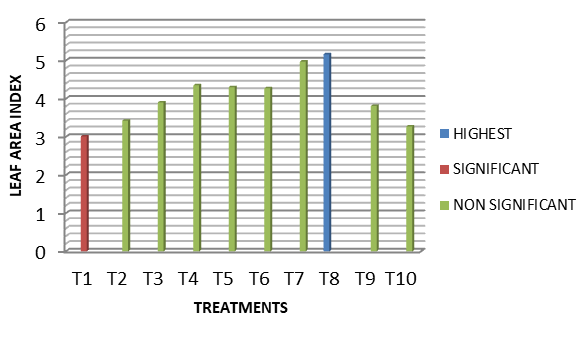 6
5
4
3
2
1
0
LEAF AREA INDEX
T1 T2 T3 T4 T5 T6 T7 T8 T9 T10
TREATMENTS
HIGHEST
SIGNIFICANT
NON SIGNIFICANT